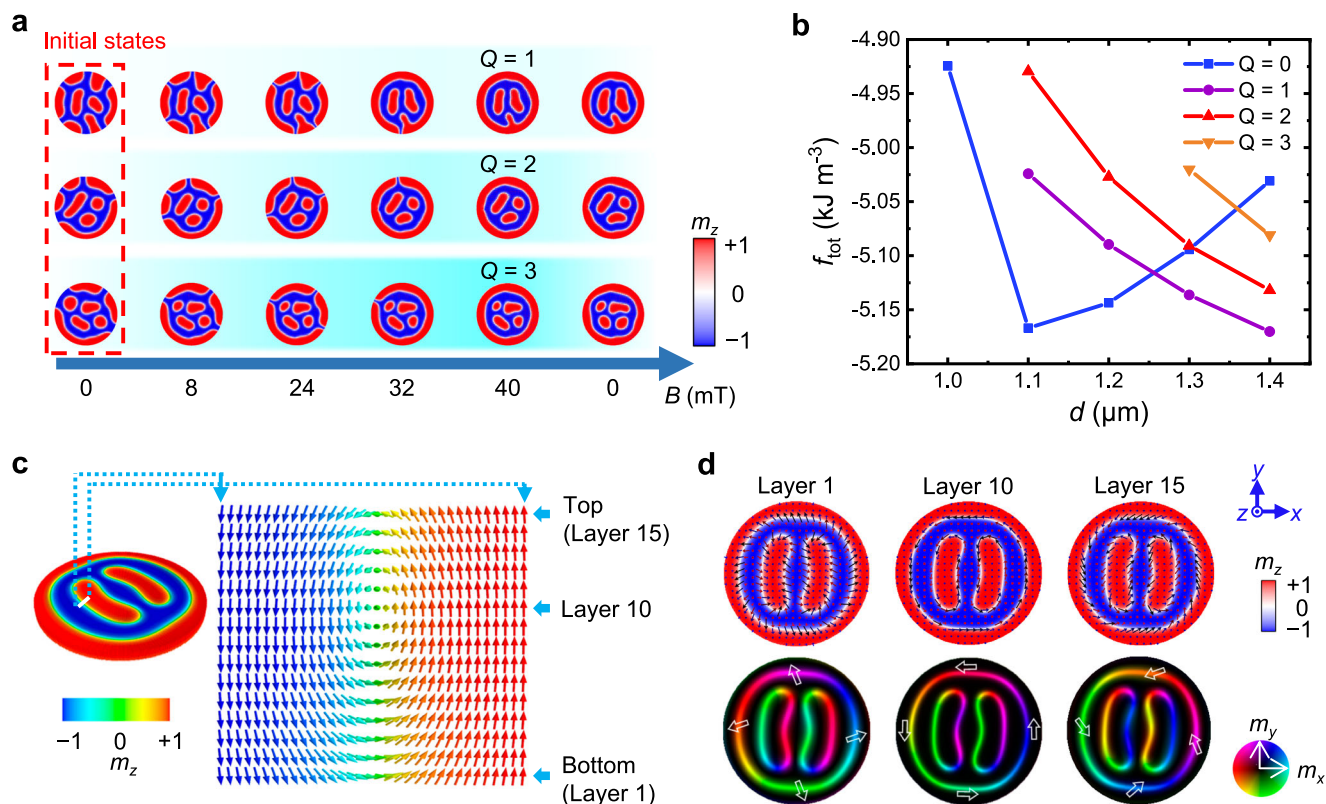 a
Initial states
Q = 1
Q = 2
Q = 3
m_z
+1
0
−1
0 8 24 32 40 0
B (mT)
b
f_tot (kJ m⁻³)
-4.90
-4.95
-5.00
-5.05
-5.10
-5.15
-5.20
Q = 0
Q = 1
Q = 2
Q = 3
1.0 1.1 1.2 1.3 1.4
d (μm)
c
Top
(Layer 15)
Layer 10
Bottom
(Layer 1)
−1 0 +1
m_z
d
Layer 1 Layer 10 Layer 15
y
z x
m_z
+1
0
−1
m_y
m_x